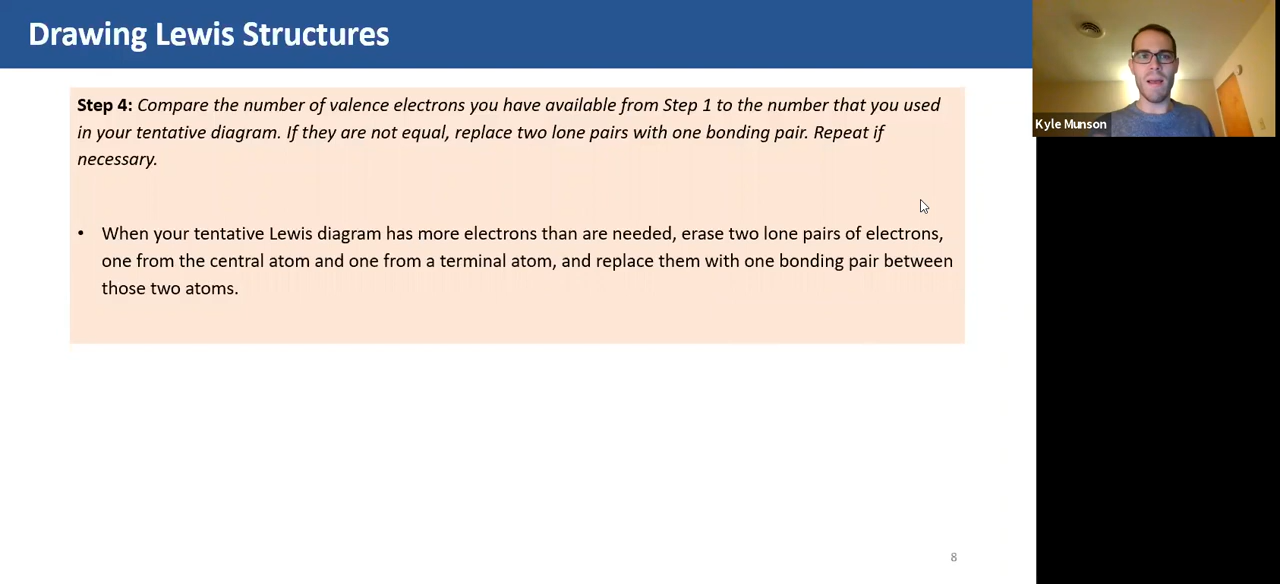 Drawing Lewis Structures
Step 4: Compare the number of valence electrons you have available from Step 1 to the number that you used
in your tentative diagram. If they are not equal, replace two lone pairs with one bonding pair. Repeat if
necessary.
• When your tentative Lewis diagram has more electrons than are needed, erase two lone pairs of electrons,
one from the central atom and one from a terminal atom, and replace them with one bonding pair between
those two atoms.
8
Kyle Munson